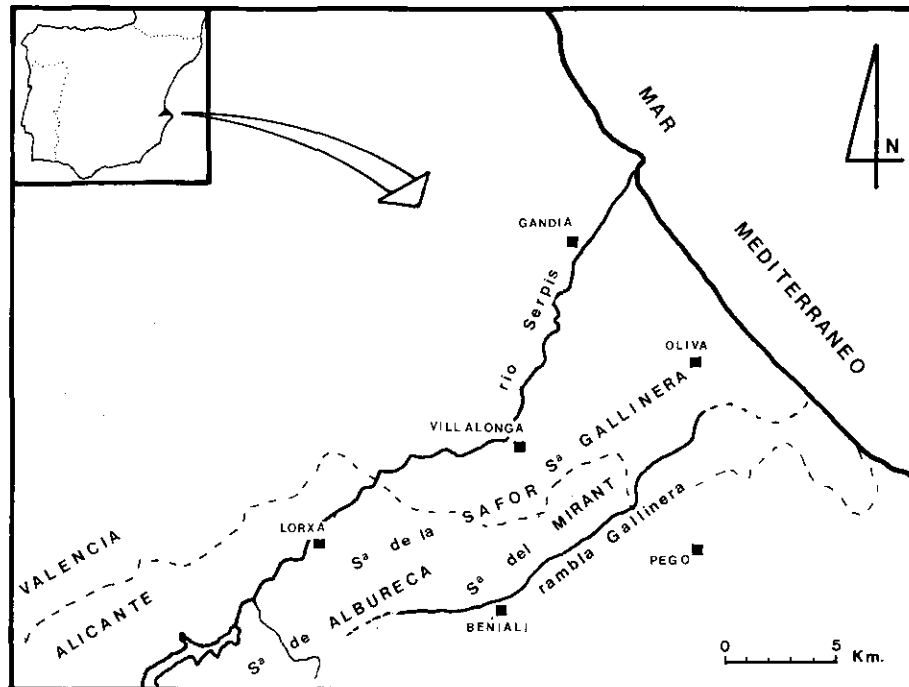 MAR
MEDITERRANEO
N
GANDIA
rio Serpis
OLIVA
VILLALONGA
Sª GALLINERA
Sª de la SAFOR
LORXA
Sª del MIRANT
rambla Gallinera
VALENCIA
ALICANTE
PEGO
Sª de ALBURECA
BENIALI
0 5 Km.